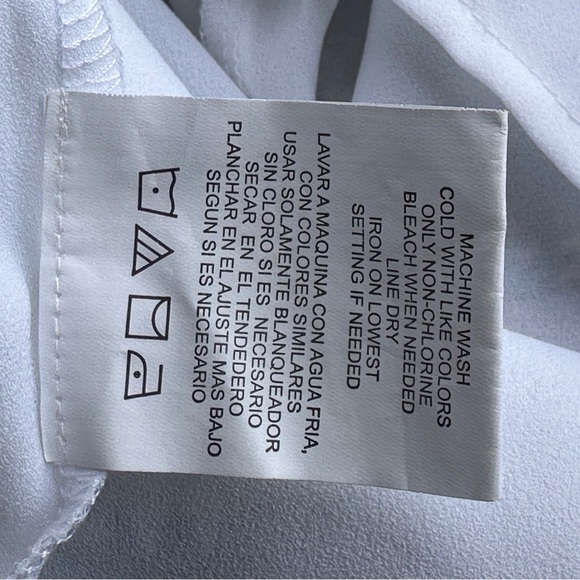 MACHINE WASH
COLD WITH LIKE COLORS
ONLY NON-CHLORINE
BLEACH WHEN NEEDED
LINE DRY
IRON ON LOWEST
SETTING IF NEEDED
LAVAR A MAQUINA CON AGUA FRIA,
CON COLORES SIMILARES
USAR SOLAMENTE BLANQUEADOR
SIN CLORO SI ES NECESARIO
SECAR EN EL TENDEDERO
PLANCHAR EN EL AJUSTE MAS BAJO
SEGUN SI ES NECESARIO